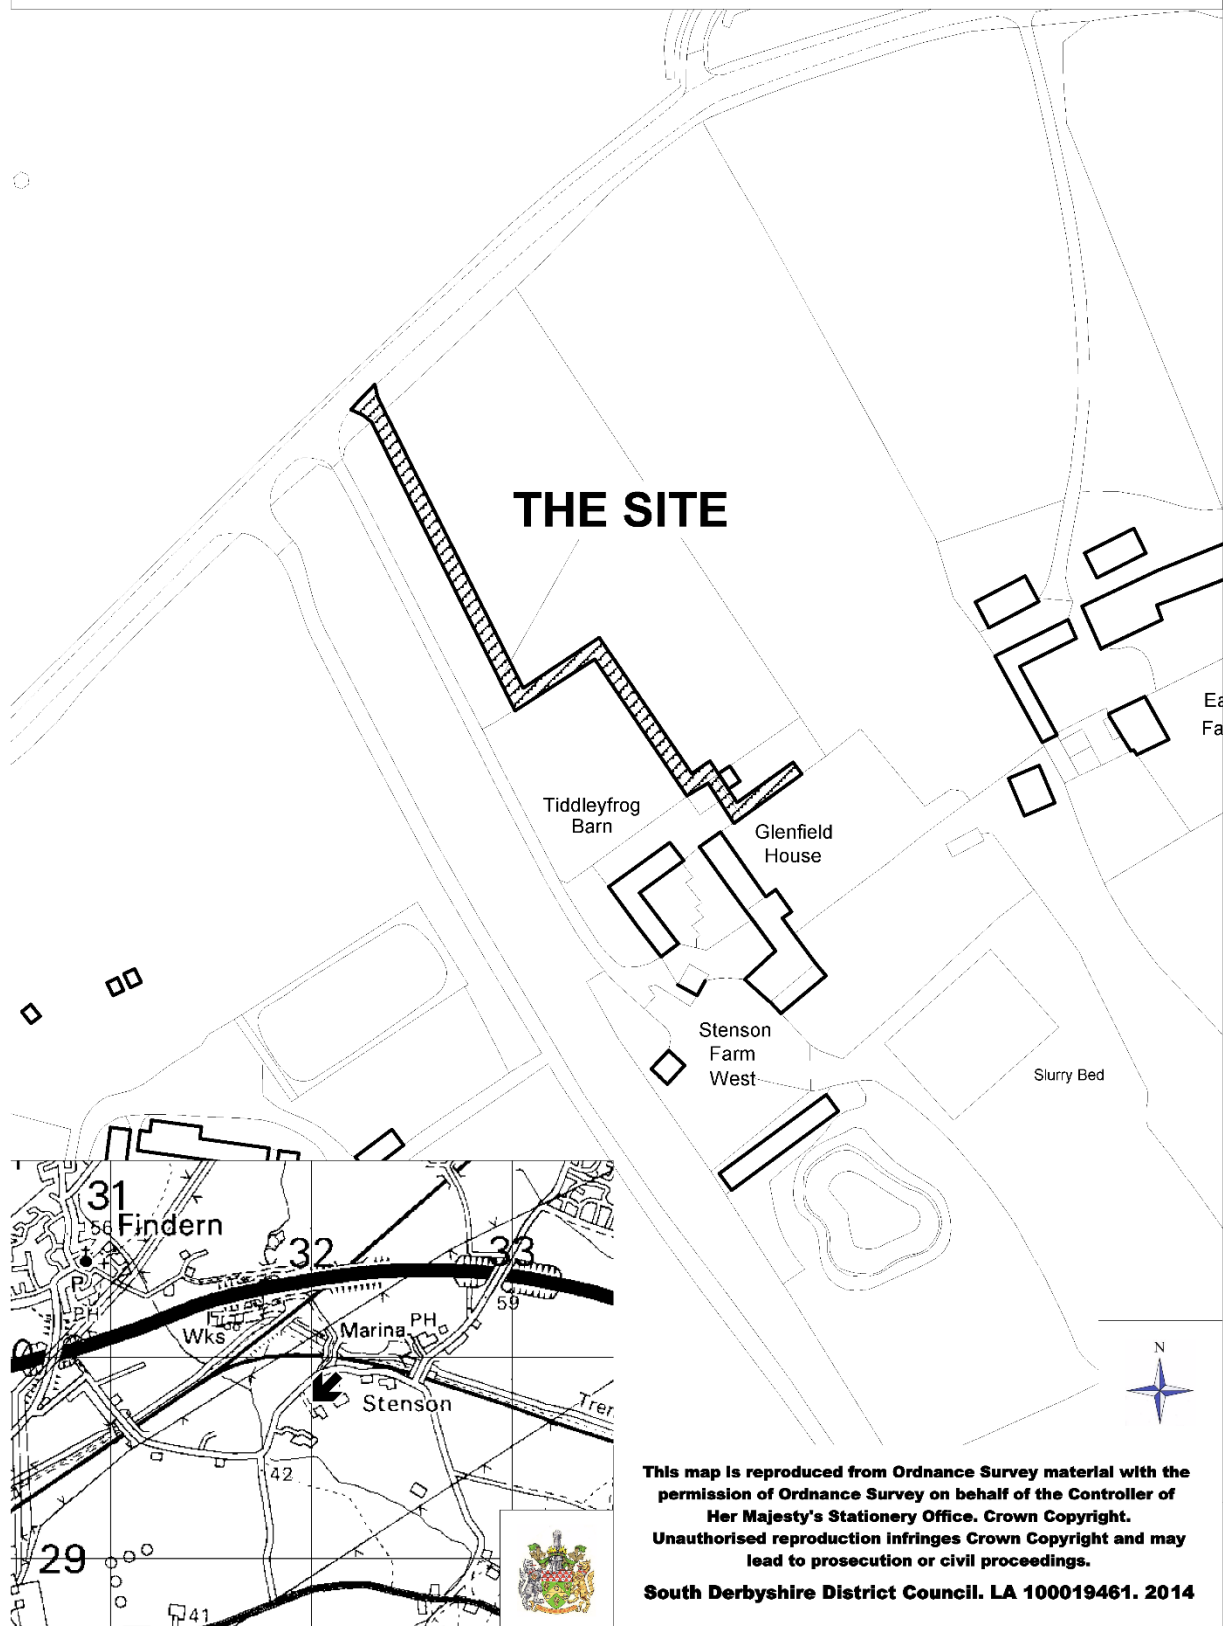 THE SITE
Ea
Fa
Tiddleyfrog
Barn
Glenfield
House
Stenson
Farm
West
Slurry Bed
31
56
Findern
32
33
P
PH
59
Wks
Marina
PH
Stenson
Tren
42
29
41
N
This map is reproduced from Ordnance Survey material with the
permission of Ordnance Survey on behalf of the Controller of
Her Majesty's Stationery Office. Crown Copyright.
Unauthorised reproduction infringes Crown Copyright and may
lead to prosecution or civil proceedings.
South Derbyshire District Council. LA 100019461. 2014